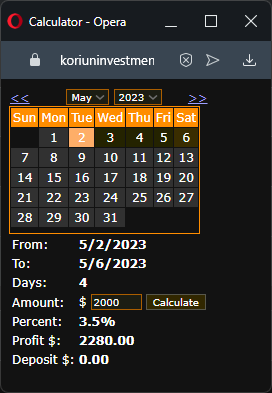 Calculator - Opera
koriuninvestmen
<< May 2023 >>
Sun Mon Tue Wed Thu Fri Sat
1 2 3 4 5 6
7 8 9 10 11 12 13
14 15 16 17 18 19 20
21 22 23 24 25 26 27
28 29 30 31
From: 5/2/2023
To: 5/6/2023
Days: 4
Amount: $ 2000 Calculate
Percent: 3.5%
Profit $: 2280.00
Deposit $: 0.00